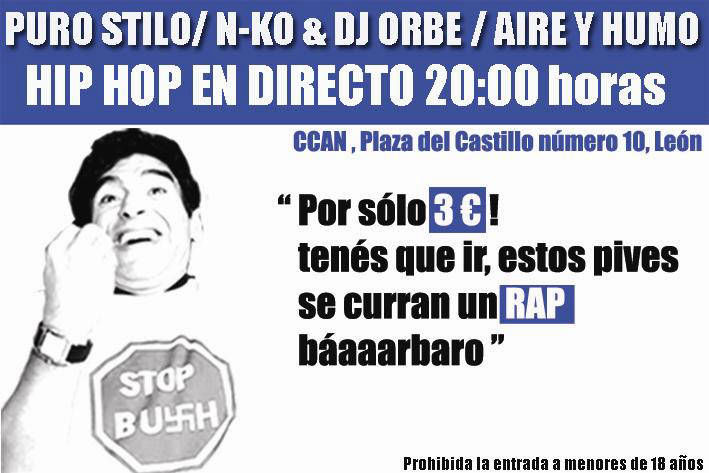 PURO STILO/ N-KO & DJ ORBE / AIRE Y HUMO
HIP HOP EN DIRECTO 20:00 horas
CCAN , Plaza del Castillo número 10, León
“ Por sólo 3 € !
tenés que ir, estos pives
se curran un RAP
báaaarbaro ”
STOP
BU卐H
Prohibida la entrada a menores de 18 años